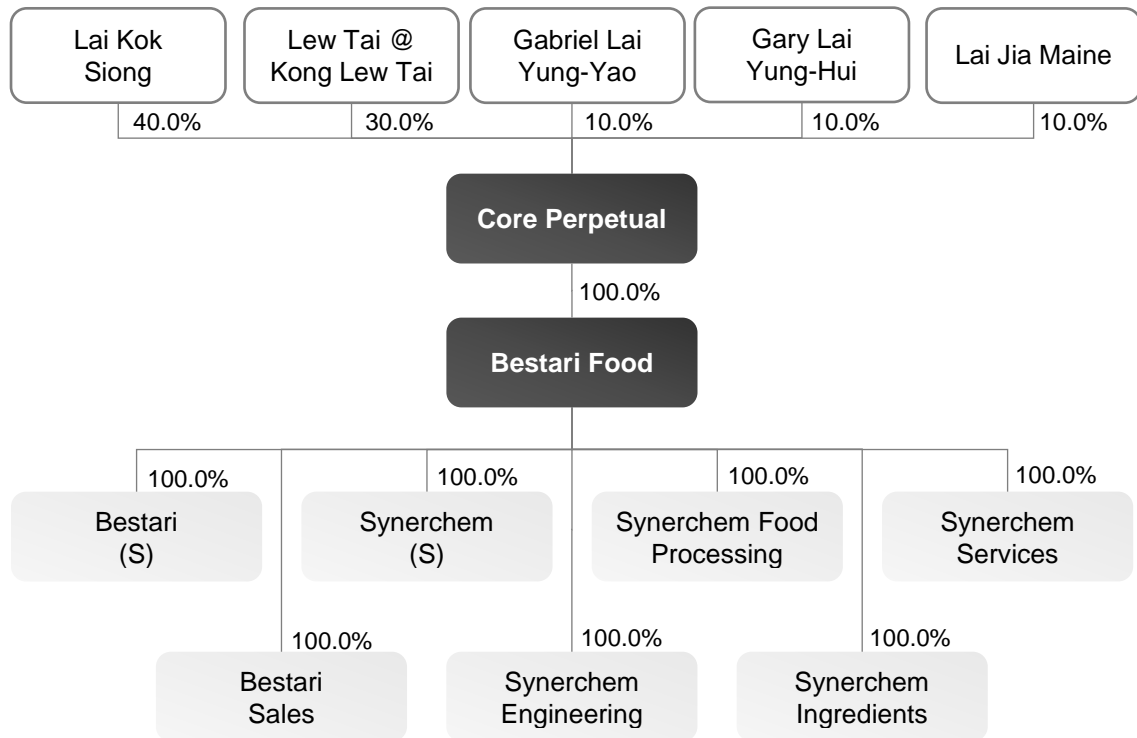 Lai Kok
Siong
Lew Tai @
Kong Lew Tai
Gabriel Lai
Yung-Yao
Gary Lai
Yung-Hui
Lai Jia Maine
40.0%
30.0%
10.0%
10.0%
10.0%
Core Perpetual
100.0%
Bestari Food
100.0%
100.0%
100.0%
100.0%
Bestari
(S)
Synerchem
(S)
Synerchem Food
Processing
Synerchem
Services
100.0%
100.0%
100.0%
Bestari
Sales
Synerchem
Engineering
Synerchem
Ingredients